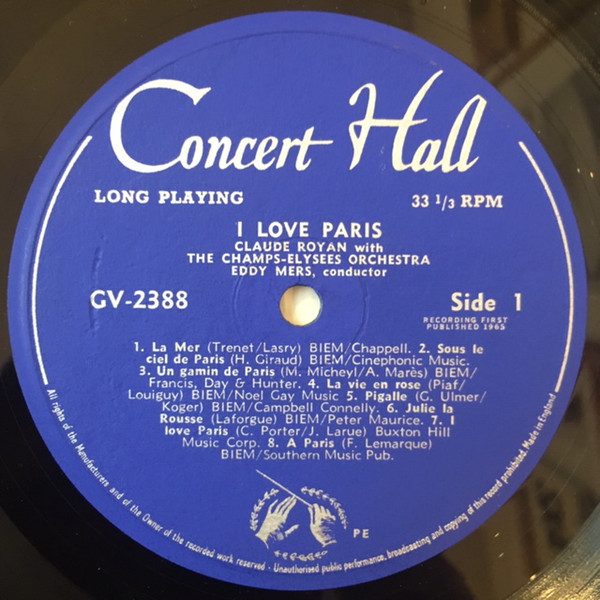 Concert Hall
LONG PLAYING
33 1/3 RPM
I LOVE PARIS
CLAUDE ROYAN with
THE CHAMPS-ELYSEES ORCHESTRA
EDDY MERS, conductor
GV-2388
Side 1
RECORDING FIRST
PUBLISHED 1965
1. La Mer (Trenet/Lasry) BIEM/Chappell. 2. Sous le
ciel de Paris (H. Giraud) BIEM/Cinephonic Music.
3. Un gamin de Paris (M. Micheyl/A. Marès) BIEM/
Francis, Day & Hunter. 4. La vie en rose (Piaf/
Louiguy) BIEM/Noel Gay Music 5. Pigalle (G. Ulmer/
Koger) BIEM/Campbell Connelly. 6. Julie la
Rousse (Laforgue) BIEM/Peter Maurice. 7. I
love Paris (C. Porter/J. Larue) Buxton Hill
Music Corp. 8. A Paris (F. Lemarque)
BIEM/Southern Music Pub.
PE
All rights of the Manufacturers and of the Owner of the recorded work reserved · Unauthorised public performance, broadcasting and copying of this record prohibited. Made in England